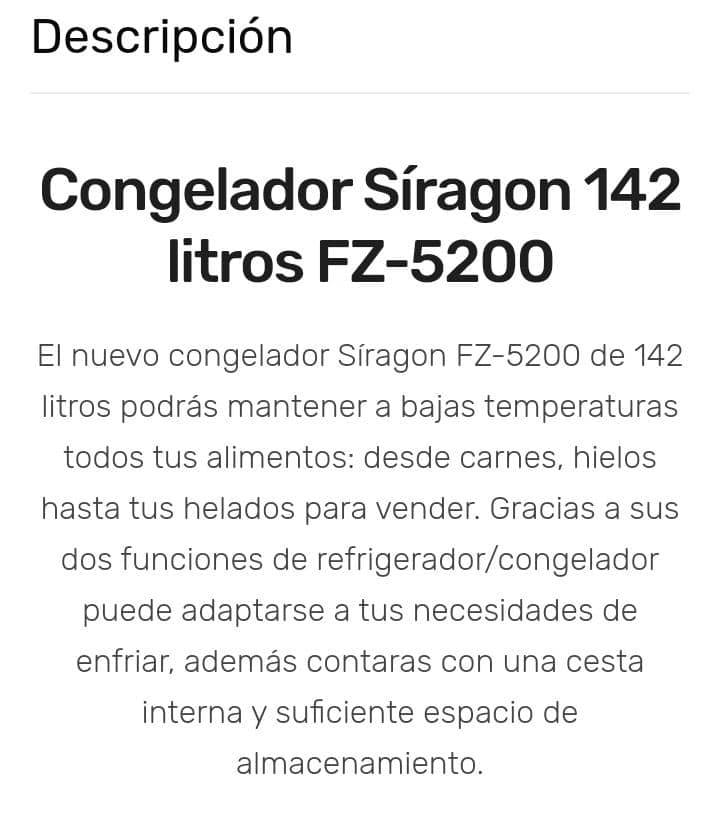 Descripción
Congelador Síragon 142
litros FZ-5200
El nuevo congelador Síragon FZ-5200 de 142
litros podrás mantener a bajas temperaturas
todos tus alimentos: desde carnes, hielos
hasta tus helados para vender. Gracias a sus
dos funciones de refrigerador/congelador
puede adaptarse a tus necesidades de
enfriar, además contaras con una cesta
interna y suficiente espacio de
almacenamiento.